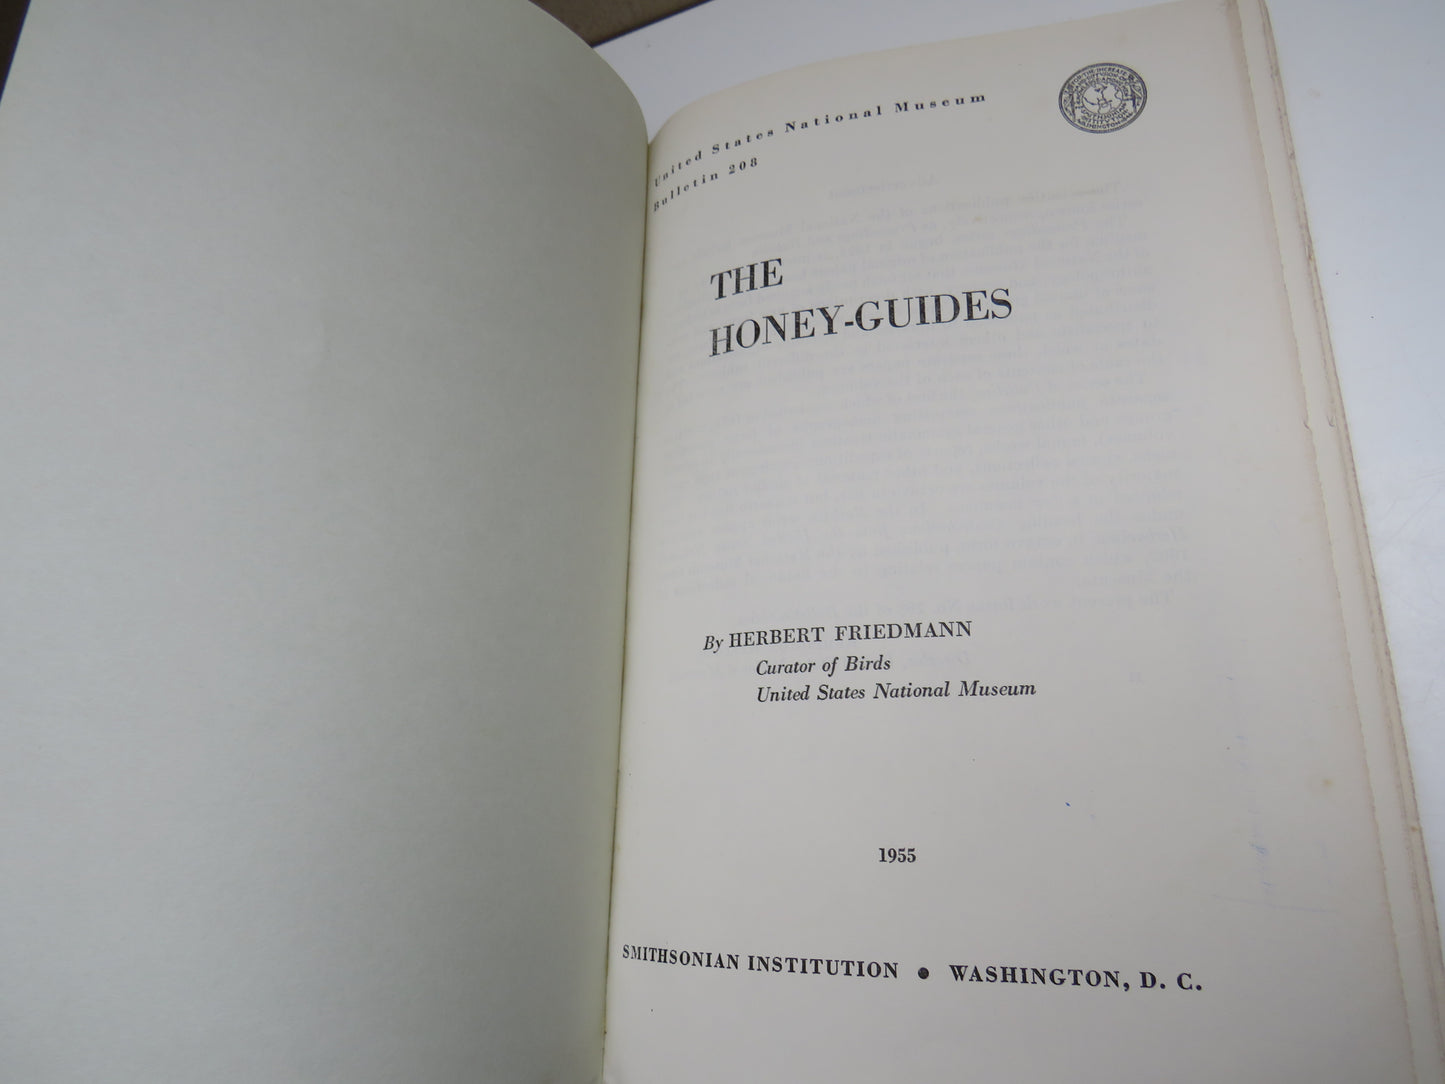 United States National Museum
Bulletin 208
THE
HONEY-GUIDES
By HERBERT FRIEDMANN
Curator of Birds
United States National Museum
1955
SMITHSONIAN INSTITUTION • WASHINGTON, D. C.